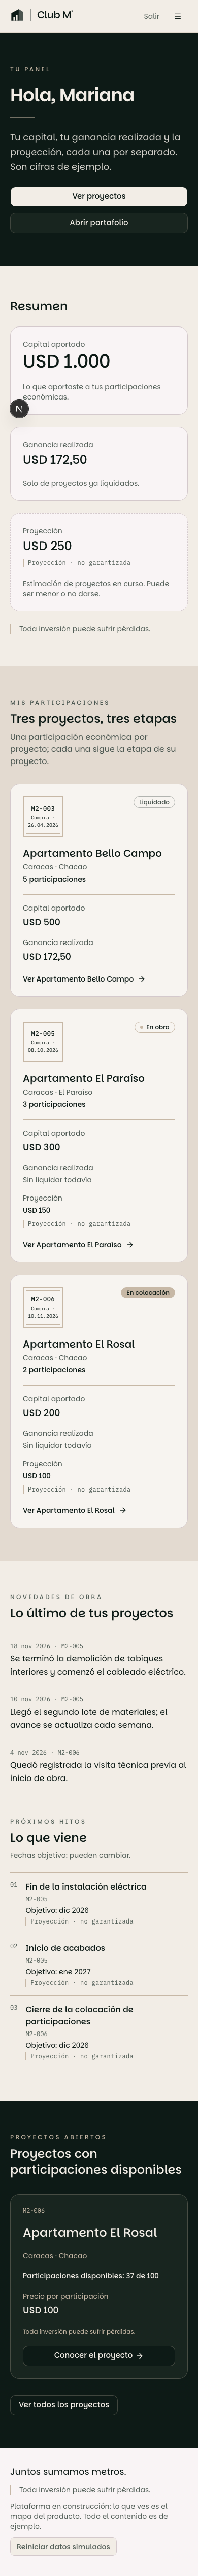 Club M²
Salir
TU PANEL
Hola, Mariana
Tu capital, tu ganancia realizada y la
proyección, cada una por separado.
Son cifras de ejemplo.
Ver proyectos
Abrir portafolio
Resumen
Capital aportado
USD 1.000
Lo que aportaste a tus participaciones
económicas.
N
Ganancia realizada
USD 172,50
Solo de proyectos ya liquidados.
Proyección
USD 250
Proyección · no garantizada
Estimación de proyectos en curso. Puede
ser menor o no darse.
Toda inversión puede sufrir pérdidas.
MIS PARTICIPACIONES
Tres proyectos, tres etapas
Una participación económica por
proyecto; cada una sigue la etapa de su
proyecto.
M2-003
Compra ·
26.04.2026
Liquidado
Apartamento Bello Campo
Caracas · Chacao
5 participaciones
Capital aportado
USD 500
Ganancia realizada
USD 172,50
Ver Apartamento Bello Campo →
M2-005
Compra ·
08.10.2026
En obra
Apartamento El Paraíso
Caracas · El Paraíso
3 participaciones
Capital aportado
USD 300
Ganancia realizada
Sin liquidar todavía
Proyección
USD 150
Proyección · no garantizada
Ver Apartamento El Paraíso →
M2-006
Compra ·
10.11.2026
En colocación
Apartamento El Rosal
Caracas · Chacao
2 participaciones
Capital aportado
USD 200
Ganancia realizada
Sin liquidar todavía
Proyección
USD 100
Proyección · no garantizada
Ver Apartamento El Rosal →
NOVEDADES DE OBRA
Lo último de tus proyectos
18 nov 2026 · M2-005
Se terminó la demolición de tabiques
interiores y comenzó el cableado eléctrico.
10 nov 2026 · M2-005
Llegó el segundo lote de materiales; el
avance se actualiza cada semana.
4 nov 2026 · M2-006
Quedó registrada la visita técnica previa al
inicio de obra.
PRÓXIMOS HITOS
Lo que viene
Fechas objetivo: pueden cambiar.
01 Fin de la instalación eléctrica
M2-005
Objetivo: dic 2026
Proyección · no garantizada
02 Inicio de acabados
M2-005
Objetivo: ene 2027
Proyección · no garantizada
03 Cierre de la colocación de
participaciones
M2-006
Objetivo: dic 2026
Proyección · no garantizada
PROYECTOS ABIERTOS
Proyectos con
participaciones disponibles
M2-006
Apartamento El Rosal
Caracas · Chacao
Participaciones disponibles: 37 de 100
Precio por participación
USD 100
Toda inversión puede sufrir pérdidas.
Conocer el proyecto →
Ver todos los proyectos
Juntos sumamos metros.
Toda inversión puede sufrir pérdidas.
Plataforma en construcción: lo que ves es el
mapa del producto. Todo el contenido es de
ejemplo.
Reiniciar datos simulados